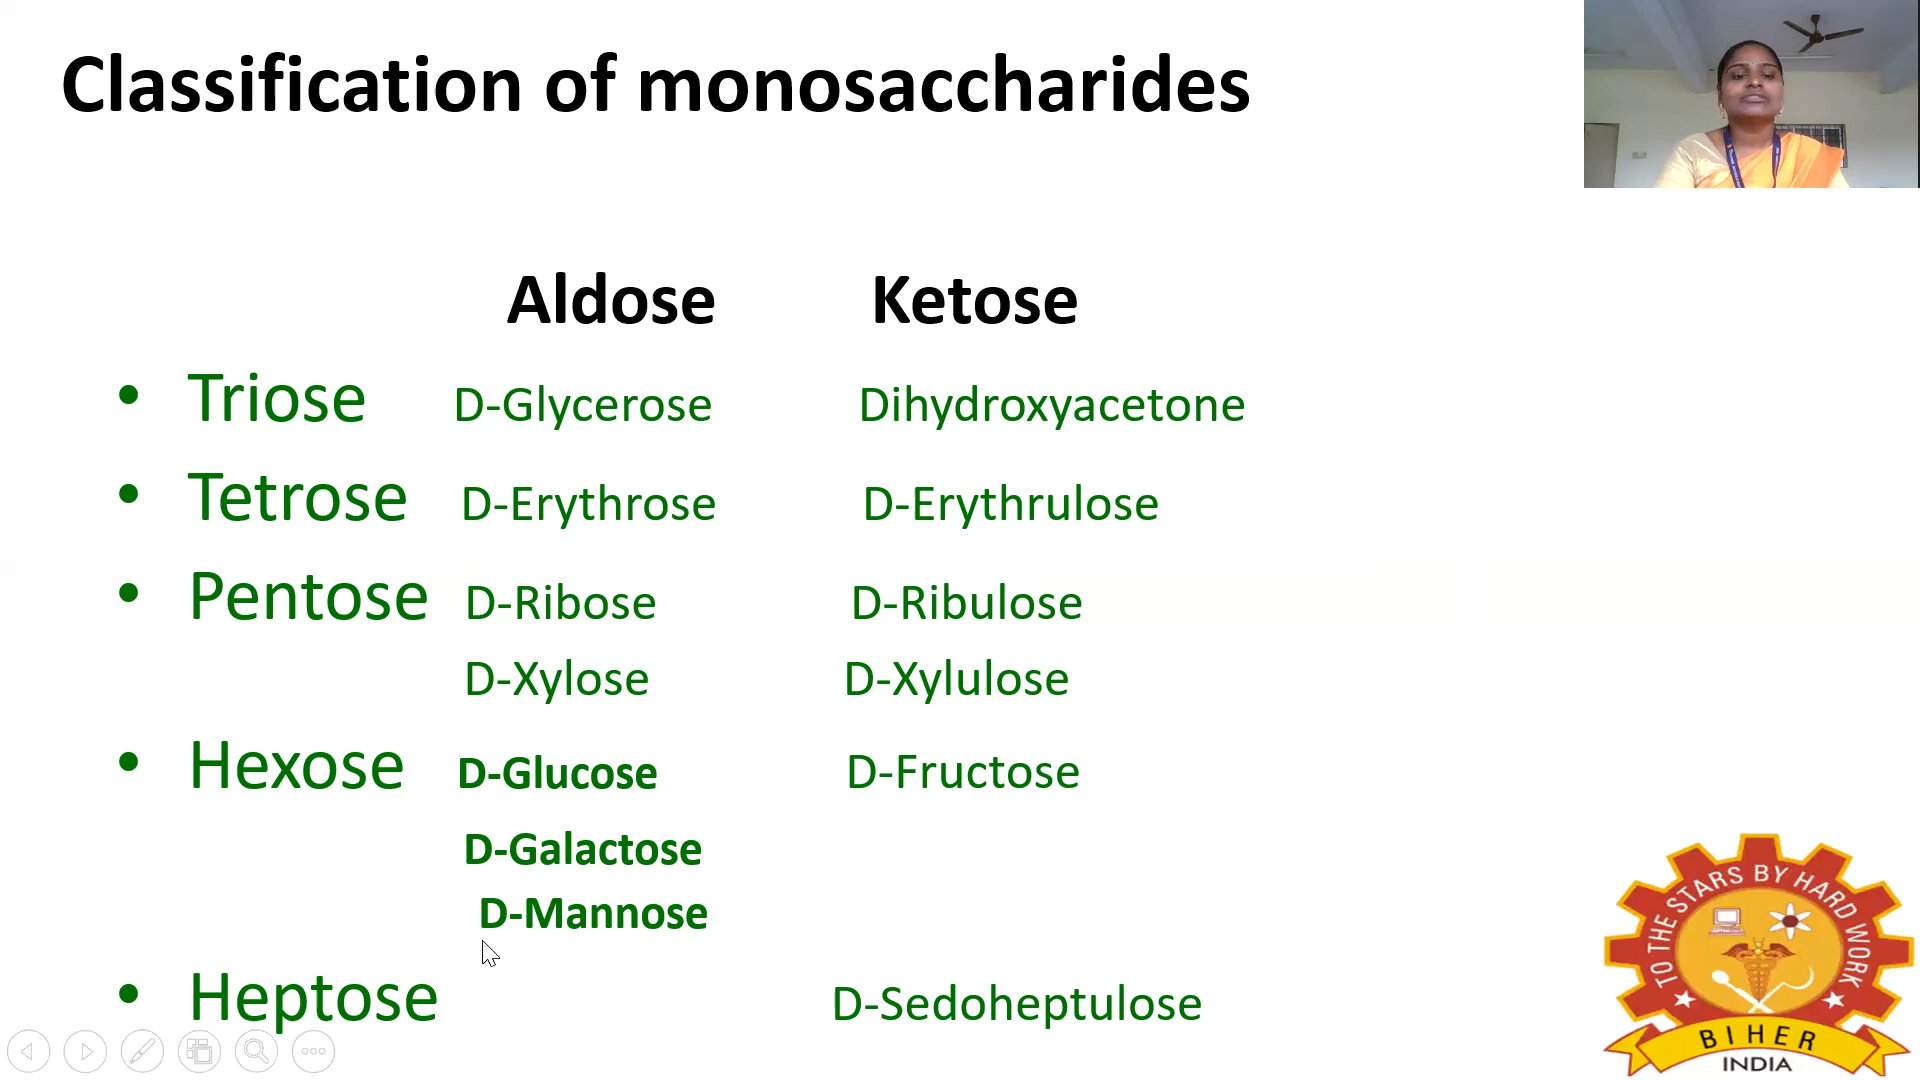 Classification of monosaccharides
Aldose Ketose
• Triose D-Glycerose Dihydroxyacetone
• Tetrose D-Erythrose D-Erythrulose
• Pentose D-Ribose D-Ribulose
D-Xylose D-Xylulose
• Hexose D-Glucose D-Fructose
D-Galactose
D-Mannose
• Heptose D-Sedoheptulose
TO THE STARS BY HARD WORK
BIHER
INDIA